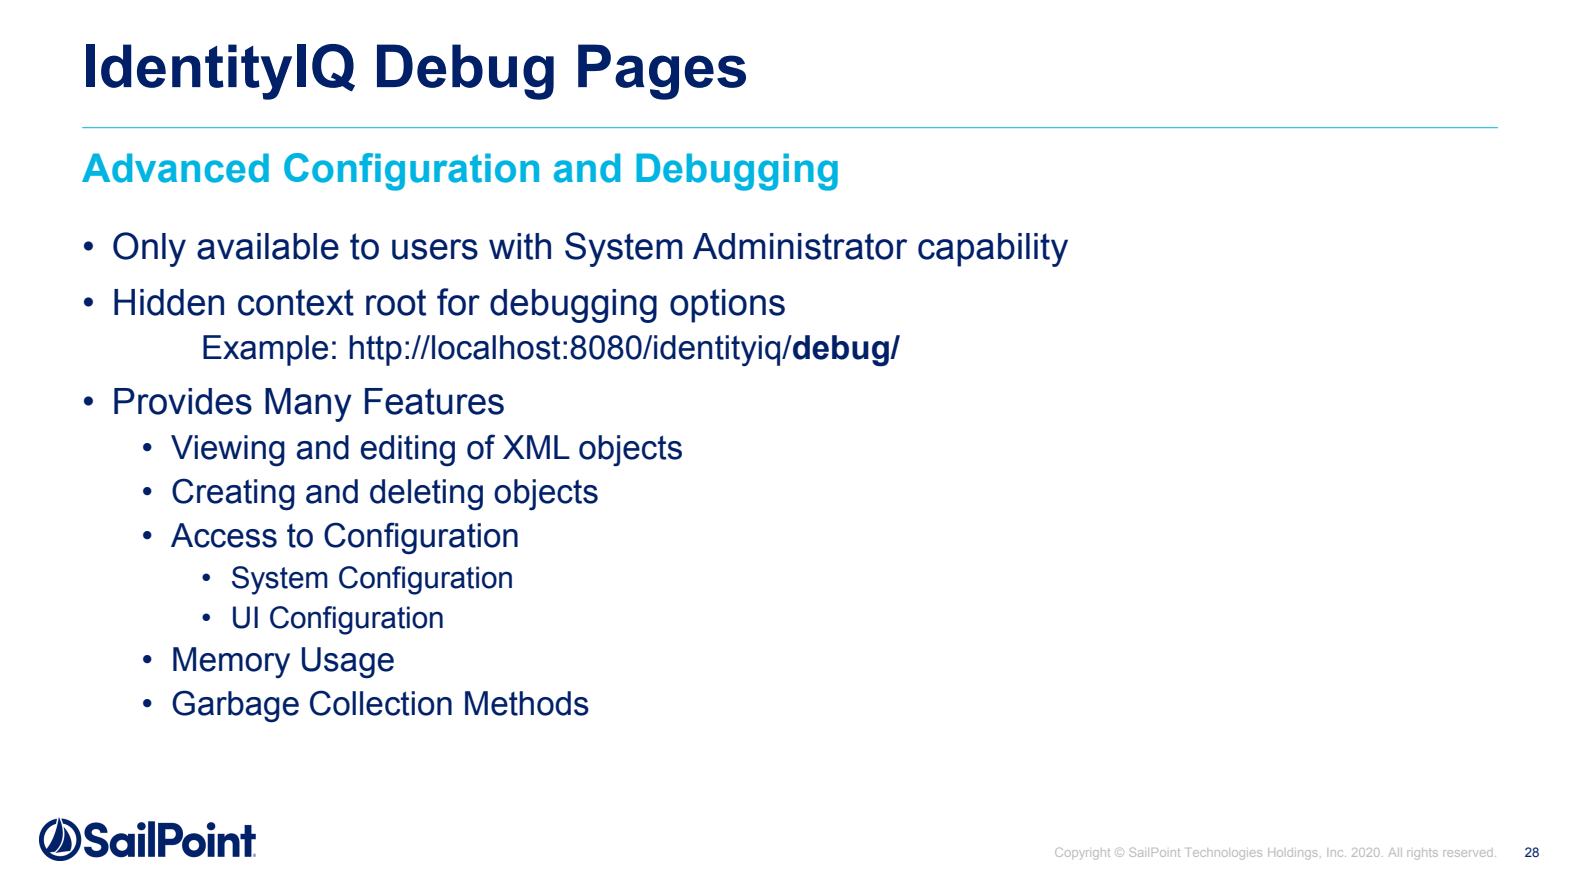 IdentityIQ Debug Pages
Advanced Configuration and Debugging
• Only available to users with System Administrator capability
• Hidden context root for debugging options
Example: http://localhost:8080/identityiq/debug/
• Provides Many Features
• Viewing and editing of XML objects
• Creating and deleting objects
• Access to Configuration
• System Configuration
• UI Configuration
• Memory Usage
• Garbage Collection Methods
SailPoint
Copyright © SailPoint Technologies Holdings, Inc. 2020. All rights reserved. 28